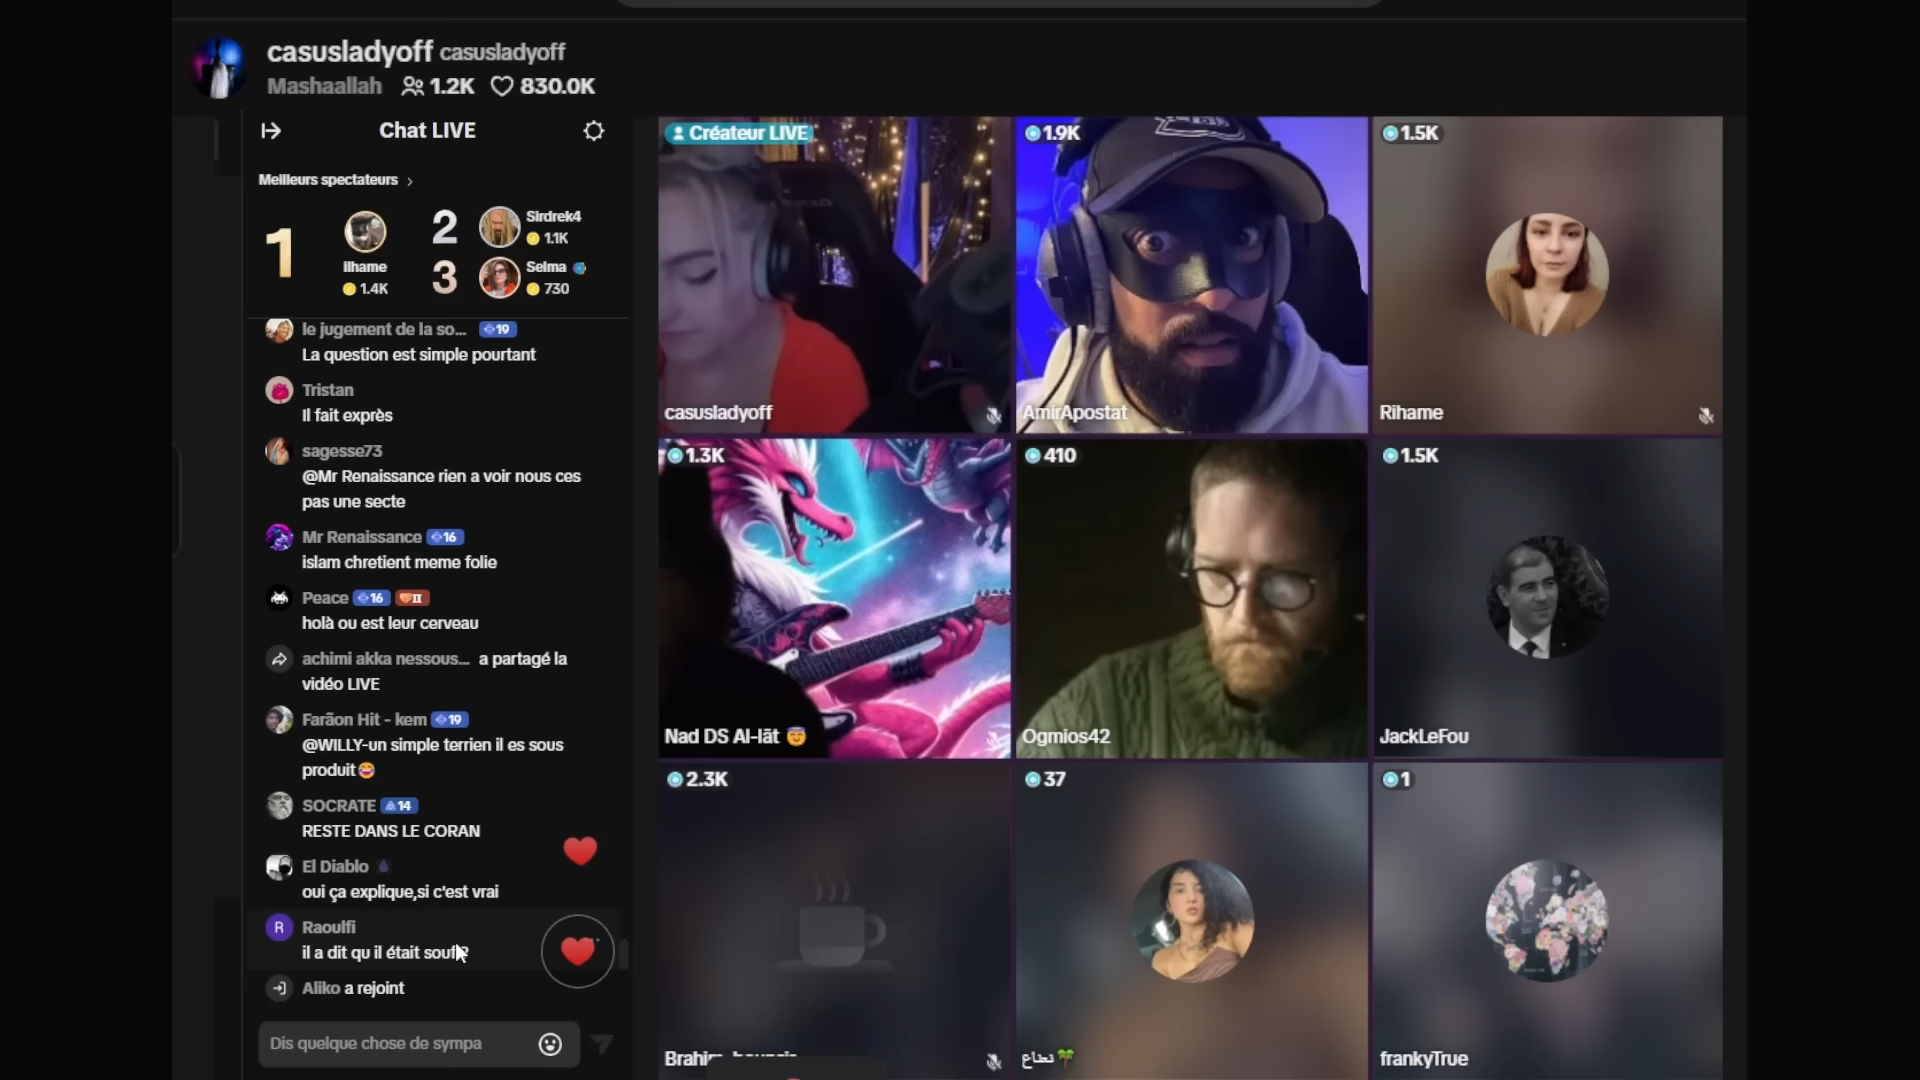 casusladyoff casusladyoff
Mashaallah 1.2K 830.0K
Chat LIVE
Meilleurs spectateurs
1
ilhame
1.4K
2
Sirdrek4
1.1K
3
Selma
730
le jugement de la so... 19
La question est simple pourtant
Tristan
Il fait exprès
sagesse73
@Mr Renaissance rien a voir nous ces
pas une secte
Mr Renaissance 16
islam chretient meme folie
Peace 16 II
holà ou est leur cerveau
achimi akka nessous... a partagé la
vidéo LIVE
Farãon Hit - kem 19
@WILLY-un simple terrien il es sous
produit😂
SOCRATE 14
RESTE DANS LE CORAN
El Diablo
oui ça explique,si c'est vrai
R Raoulfi
il a dit qu il était
Aliko a rejoint
Dis quelque chose de sympa
Créateur LIVE
casusladyoff
1.9K
AmirApostat
1.5K
Rihame
1.3K
Nad DS Al-lāt 😇
410
Ogmios42
1.5K
JackLeFou
2.3K
37
نعناع🌴
1
frankyTrue